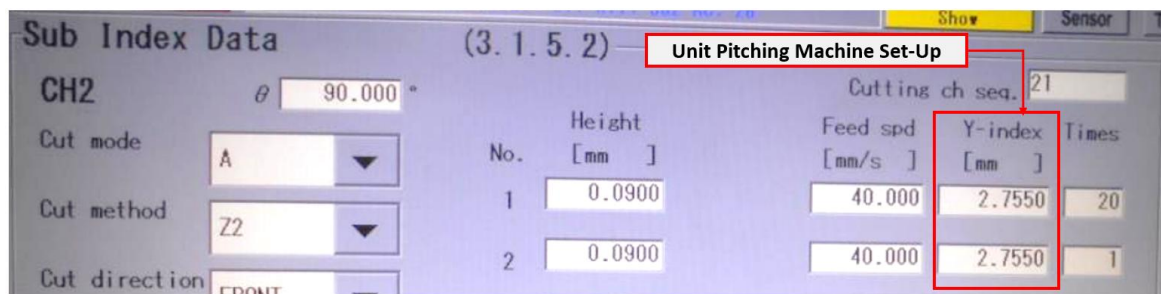 Show Sensor
Sub Index Data (3.1.5.2)
Unit Pitching Machine Set-Up
CH2 θ 90.000 °
Cutting ch seq. 21
Cut mode A
No. Height [mm ] Feed spd [mm/s ] Y-index [mm ] Times
1 0.0900 40.000 2.7550 20
Cut method Z2
2 0.0900 40.000 2.7550 1
Cut direction FRONT